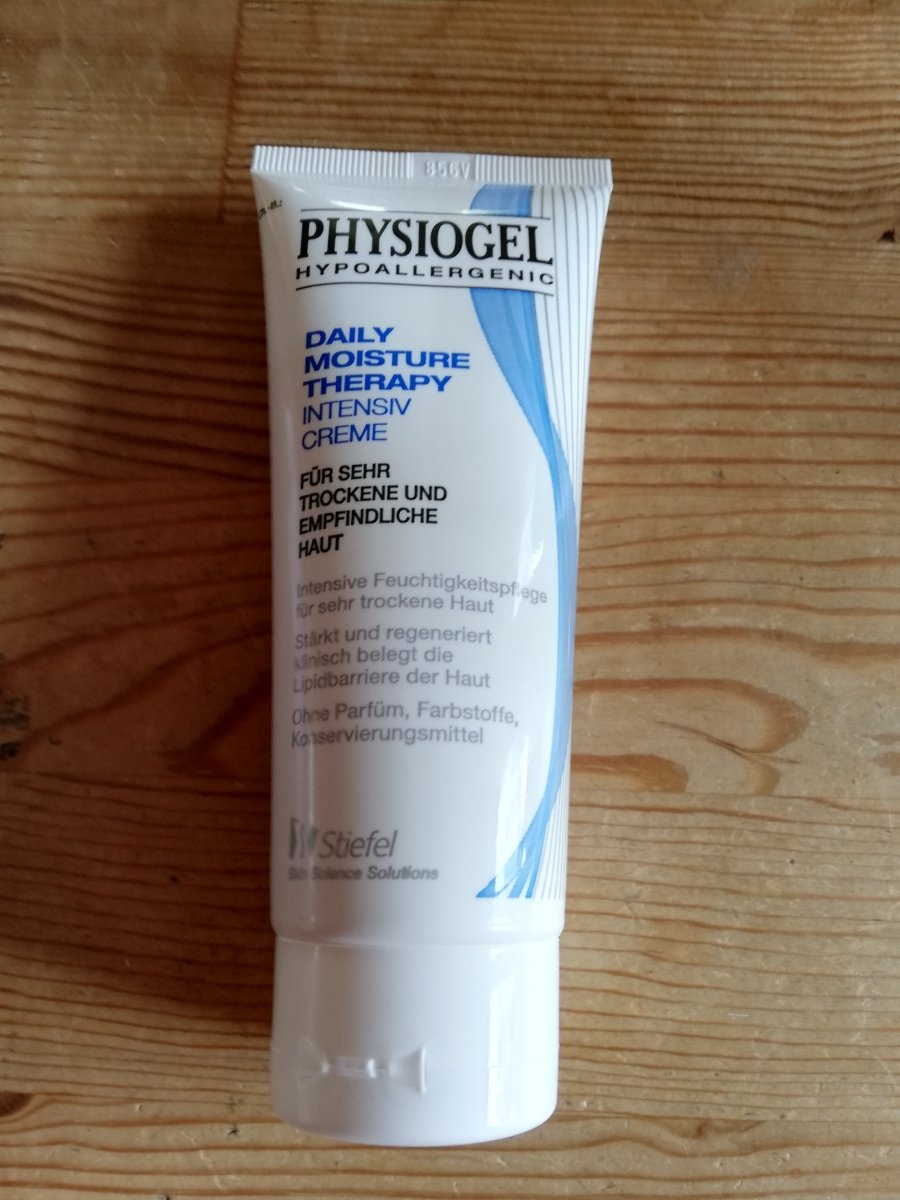 856V
PHYSIOGEL
HYPOALLERGENIC
DAILY
MOISTURE
THERAPY
INTENSIV
CREME
FÜR SEHR
TROCKENE UND
EMPFINDLICHE
HAUT
Intensive Feuchtigkeitspflege
für sehr trockene Haut
Stärkt und regeneriert
klinisch belegt die
Lipidbarriere der Haut
Ohne Parfüm, Farbstoffe,
Konservierungsmittel
Stiefel
Skin Science Solutions